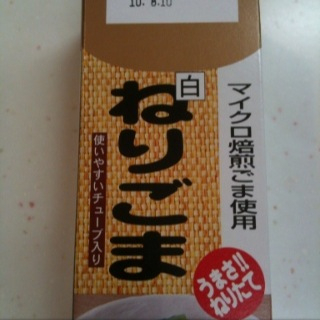 10. 8.10
マイクロ焙煎ごま使用
白
ねりごま
使いやすいチューブ入り
うまさ!!
ねりたて